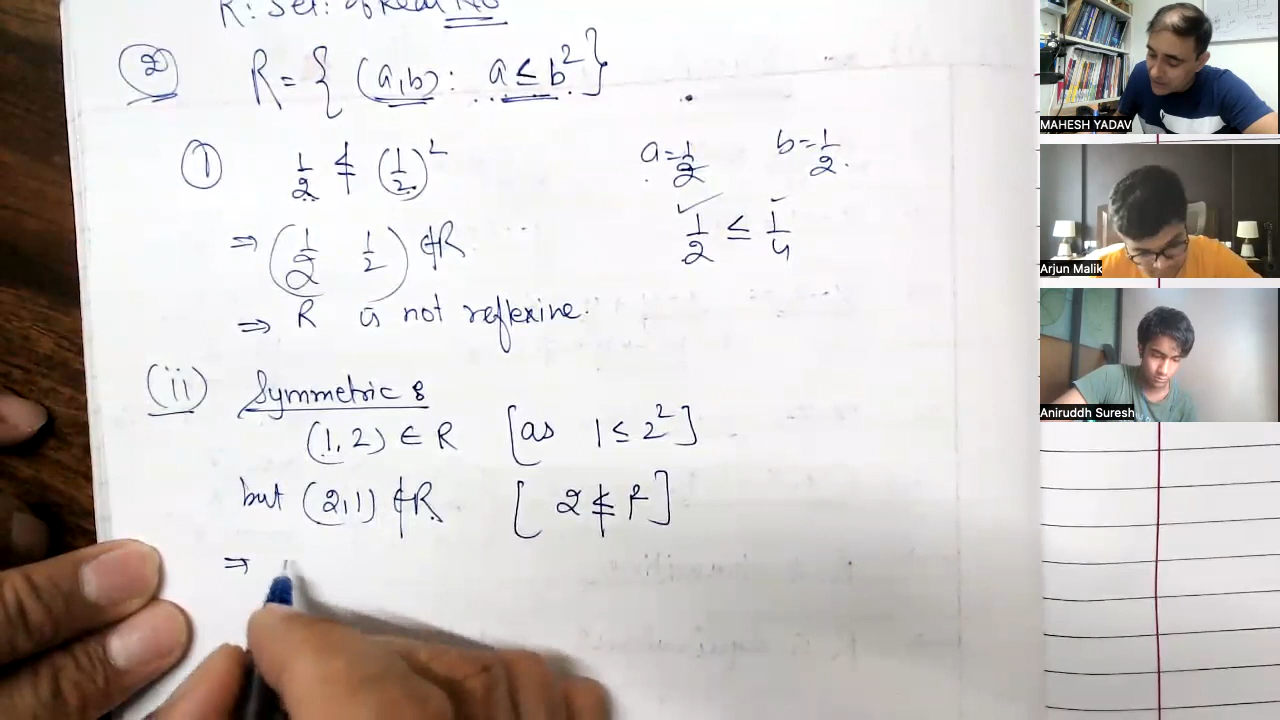 R: Set: of Real No
② R = { (a,b) : a ≤ b² }
① 1/2 ≰ (1/2)²
a = 1/2 b = 1/2.
1/2 ≤ 1/4
⇒ (1/2 1/2) ∉ R
⇒ R is not reflexive.
(ii) Symmetric :
(1,2) ∈ R [as 1 ≤ 2²]
but (2,1) ∉ R [ 2 ≰ 1²]
⇒
MAHESH YADAV
Arjun Malik
Aniruddh Suresh